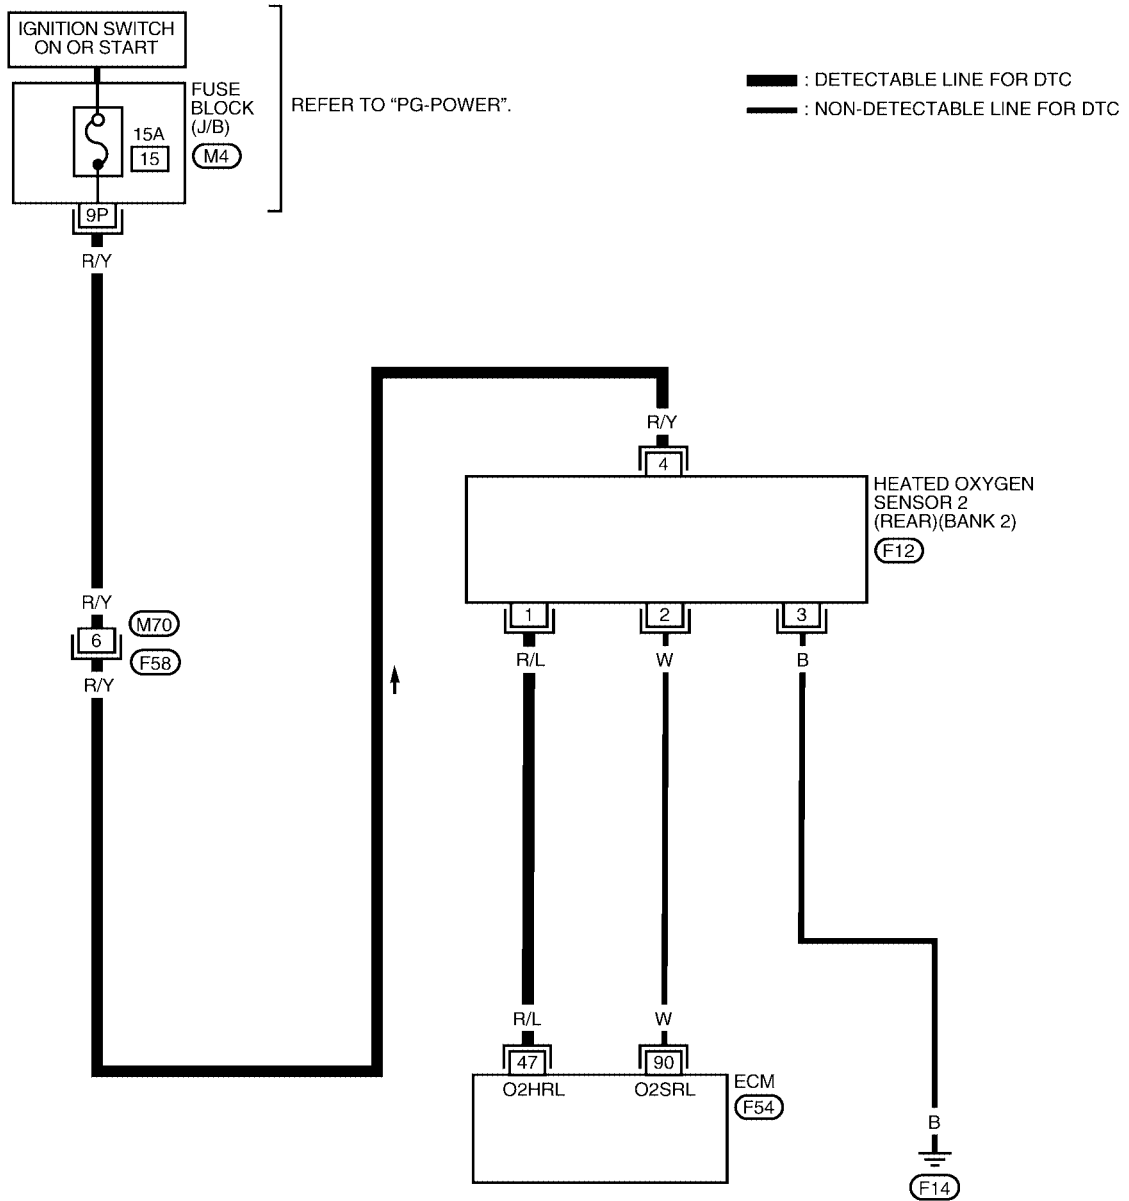 IGNITION SWITCH
ON OR START
FUSE
BLOCK
(J/B)
M4
15A
15
9P
R/Y
REFER TO “PG-POWER”.
: DETECTABLE LINE FOR DTC
: NON-DETECTABLE LINE FOR DTC
R/Y
4
HEATED OXYGEN
SENSOR 2
(REAR)(BANK 2)
F12
R/Y
6
M70
F58
R/Y
1
2
3
R/L
W
B
R/L
W
47
90
O2HRL
O2SRL
ECM
F54
B
F14